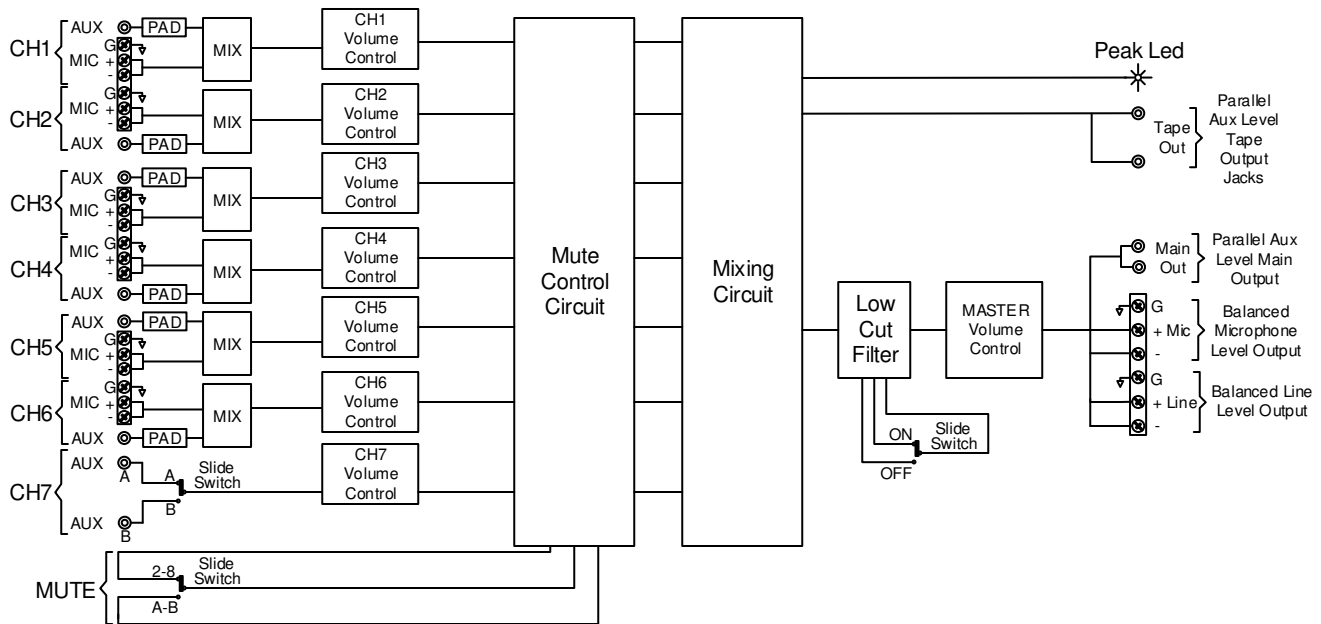 CH1
AUX
PAD
G
MIC +
-
MIX
CH1
Volume
Control
CH2
G
MIC +
-
AUX
PAD
MIX
CH2
Volume
Control
CH3
AUX
PAD
G
MIC +
-
MIX
CH3
Volume
Control
CH4
G
MIC +
-
AUX
PAD
MIX
CH4
Volume
Control
CH5
AUX
PAD
G
MIC +
-
MIX
CH5
Volume
Control
CH6
G
MIC +
-
AUX
PAD
MIX
CH6
Volume
Control
CH7
AUX
A
AUX
B
A
B
Slide
Switch
CH7
Volume
Control
MUTE
2-8
A-B
Slide
Switch
Mute
Control
Circuit
Mixing
Circuit
Peak Led
Tape
Out
Parallel
Aux Level
Tape
Output
Jacks
Low
Cut
Filter
ON
OFF
Slide
Switch
MASTER
Volume
Control
Main
Out
Parallel Aux
Level Main
Output
G
+ Mic
-
Balanced
Microphone
Level Output
G
+ Line
-
Balanced Line
Level Output